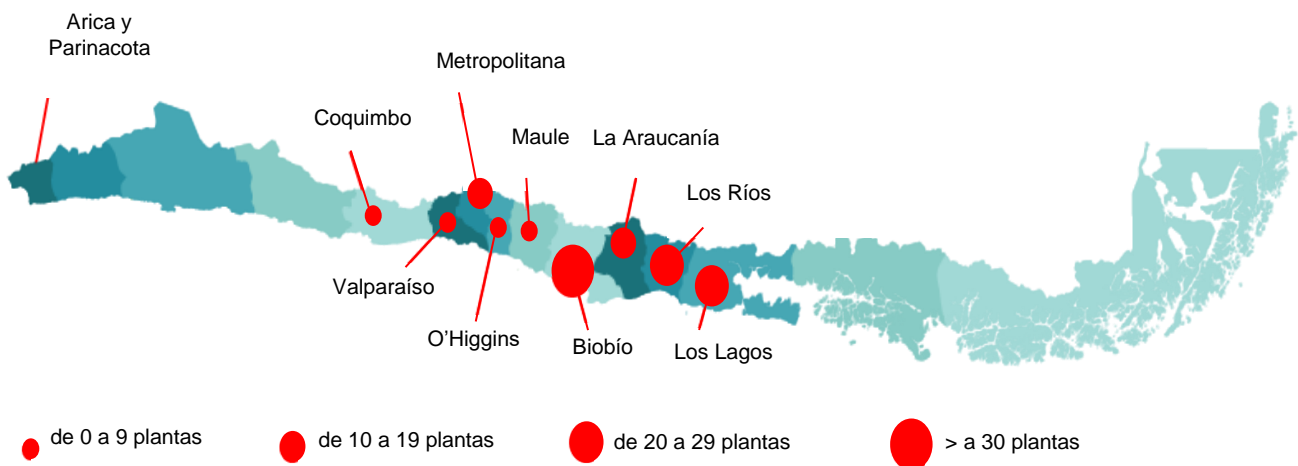 Arica y
Parinacota
Metropolitana
Coquimbo
Maule
La Araucanía
Los Ríos
Valparaíso
O'Higgins
Biobío
Los Lagos
de 0 a 9 plantas
de 10 a 19 plantas
de 20 a 29 plantas
> a 30 plantas